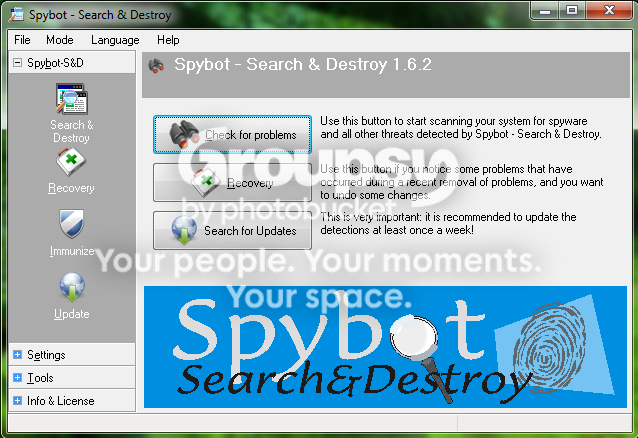 Spybot - Search & Destroy
File Mode Language Help
Spybot-S&D
Search &
Destroy
Recovery
Immunize
Update
Settings
Tools
Info & License
Spybot - Search & Destroy 1.6.2
Check for problems
Use this button to start scanning your system for spyware
and all other threats detected by Spybot - Search & Destroy.
Recovery
Use this button if you notice some problems that have
occurred during a recent removal of problems, and you want
to undo some changes.
Search for Updates
This is very important: it is recommended to update the
detections at least once a week!
Spybot
Search&Destroy
Groupsy
by photobucket
Your people. Your moments.
Your space.